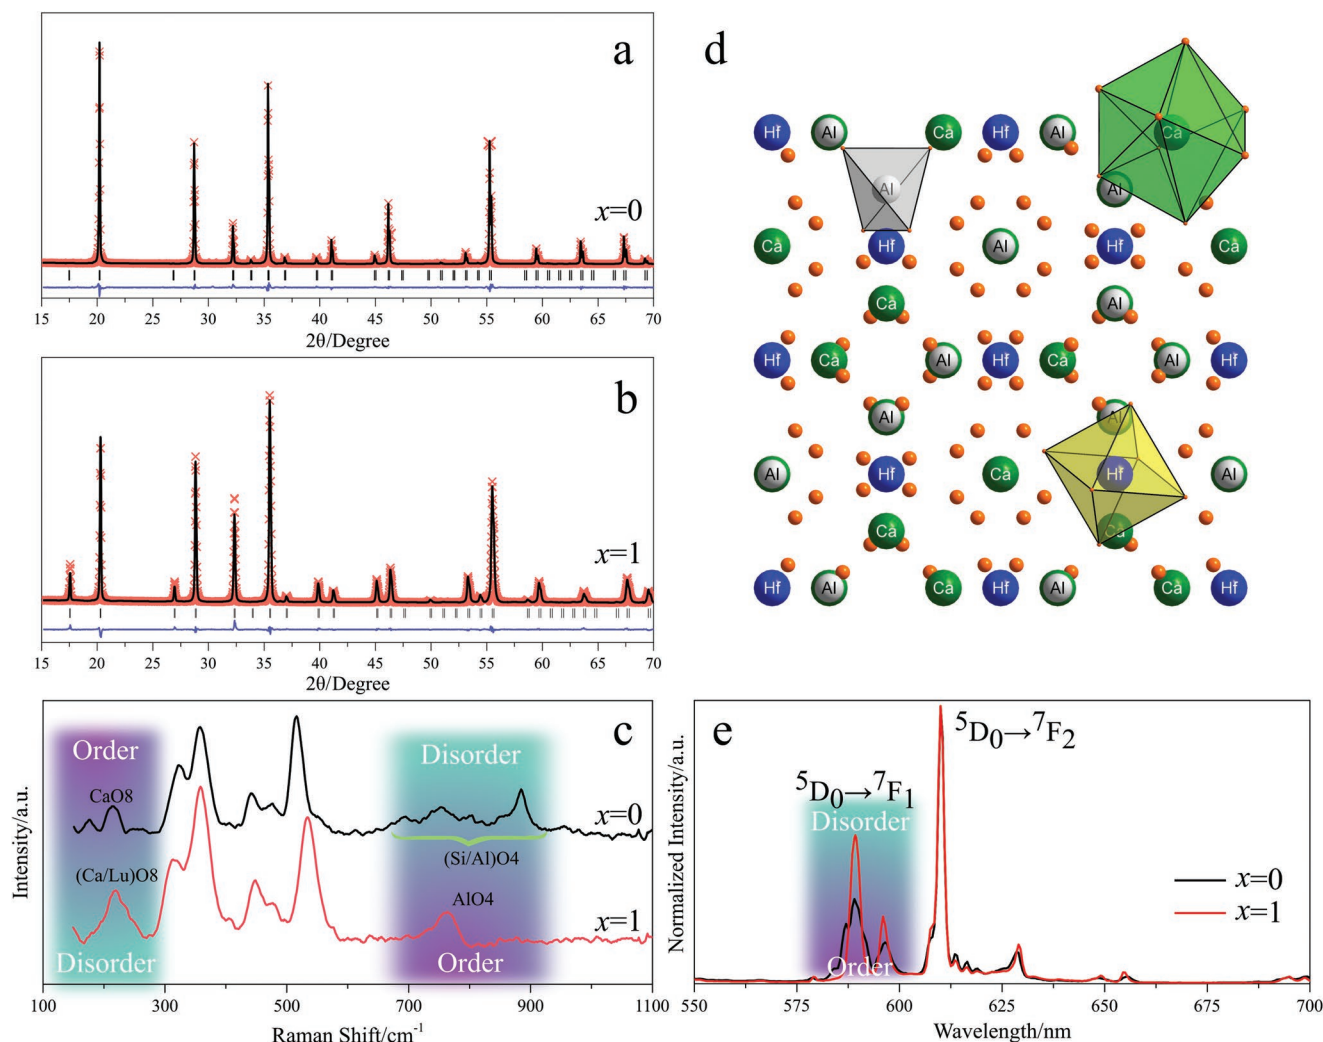 a
x=0
15 20 25 30 35 40 45 50 55 60 65 70
2θ/Degree
b
x=1
15 20 25 30 35 40 45 50 55 60 65 70
2θ/Degree
d
Hf Al Ca Hf Al Ca
Al Al
Ca Hf Al Hf Ca
Ca Al
Hf Ca Al Hf Ca Al Hf
Al Al
Al Hf Ca Hf Al
Ca Ca
Hf Al Ca Hf Al Ca Hf
c
Order
Disorder
CaO8
x=0
(Si/Al)O4
(Ca/Lu)O8
AlO4
x=1
Disorder
Order
Intensity/a.u.
100 300 500 700 900 1100
Raman Shift/cm⁻¹
e
⁵D₀→⁷F₂
⁵D₀→⁷F₁
Disorder
x=0
x=1
Order
Normalized Intensity/a.u.
550 575 600 625 650 675 700
Wavelength/nm